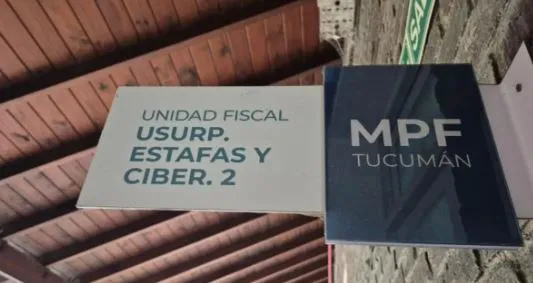 UNIDAD FISCAL
USURP.
ESTAFAS Y
CIBER. 2
MPF
TUCUMÁN